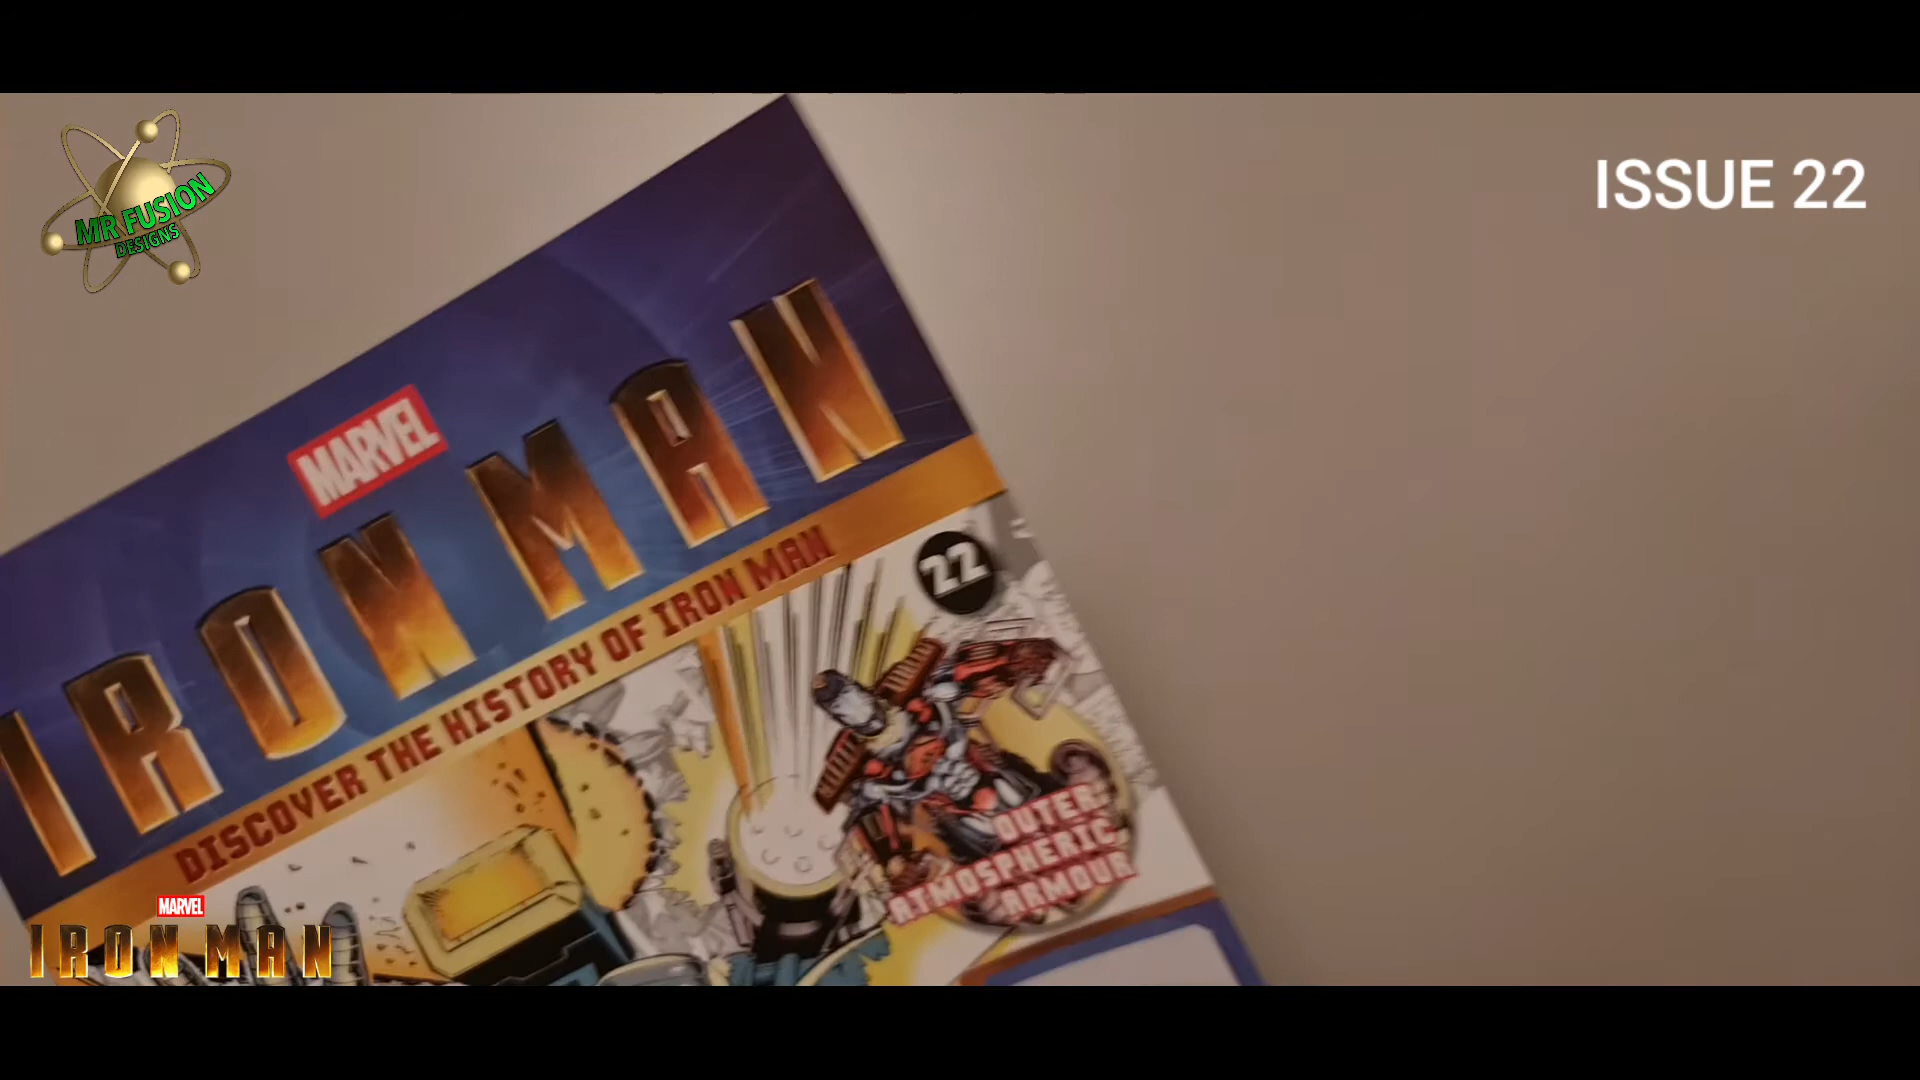 MR FUSION
DESIGNS
ISSUE 22
MARVEL
IRON MAN
DISCOVER THE HISTORY OF IRON MAN
22
OUTER
ATMOSPHERIC
ARMOUR
MARVEL
IRON MAN